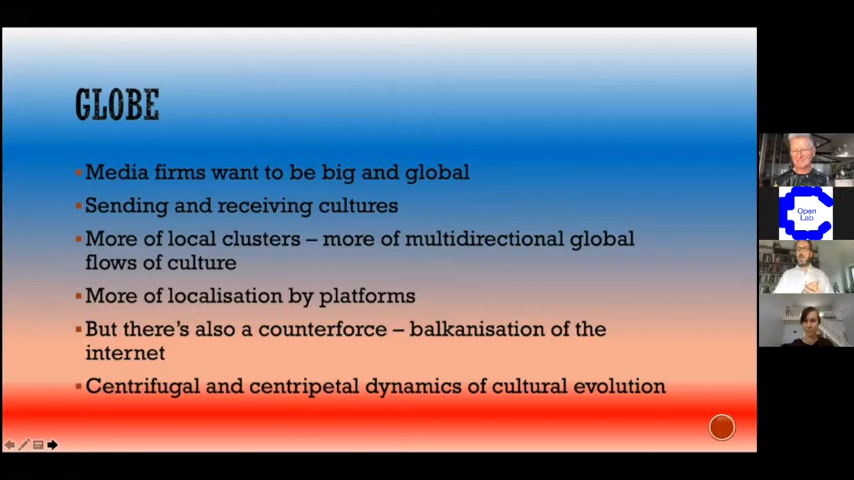 GLOBE
Media firms want to be big and global
Sending and receiving cultures
More of local clusters – more of multidirectional global
flows of culture
More of localisation by platforms
But there's also a counterforce – balkanisation of the
internet
Centrifugal and centripetal dynamics of cultural evolution
Open
Lab